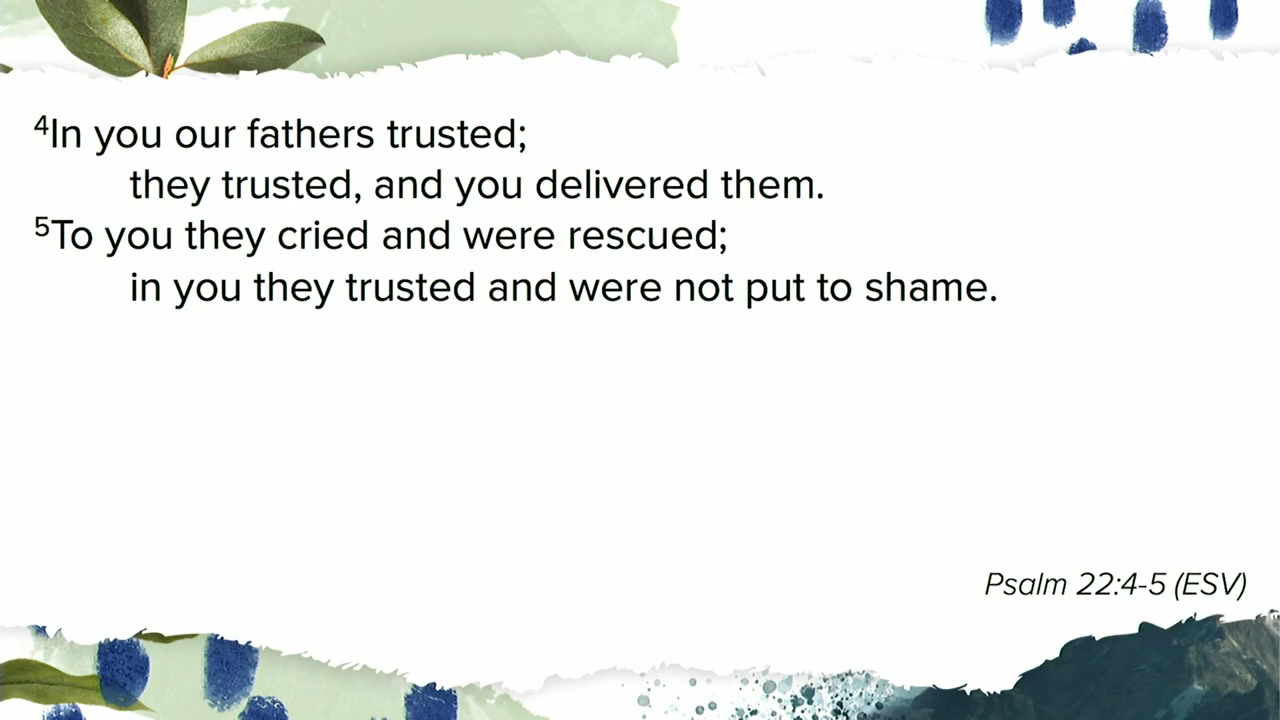 ⁴In you our fathers trusted;
they trusted, and you delivered them.
⁵To you they cried and were rescued;
in you they trusted and were not put to shame.
Psalm 22:4-5 (ESV)